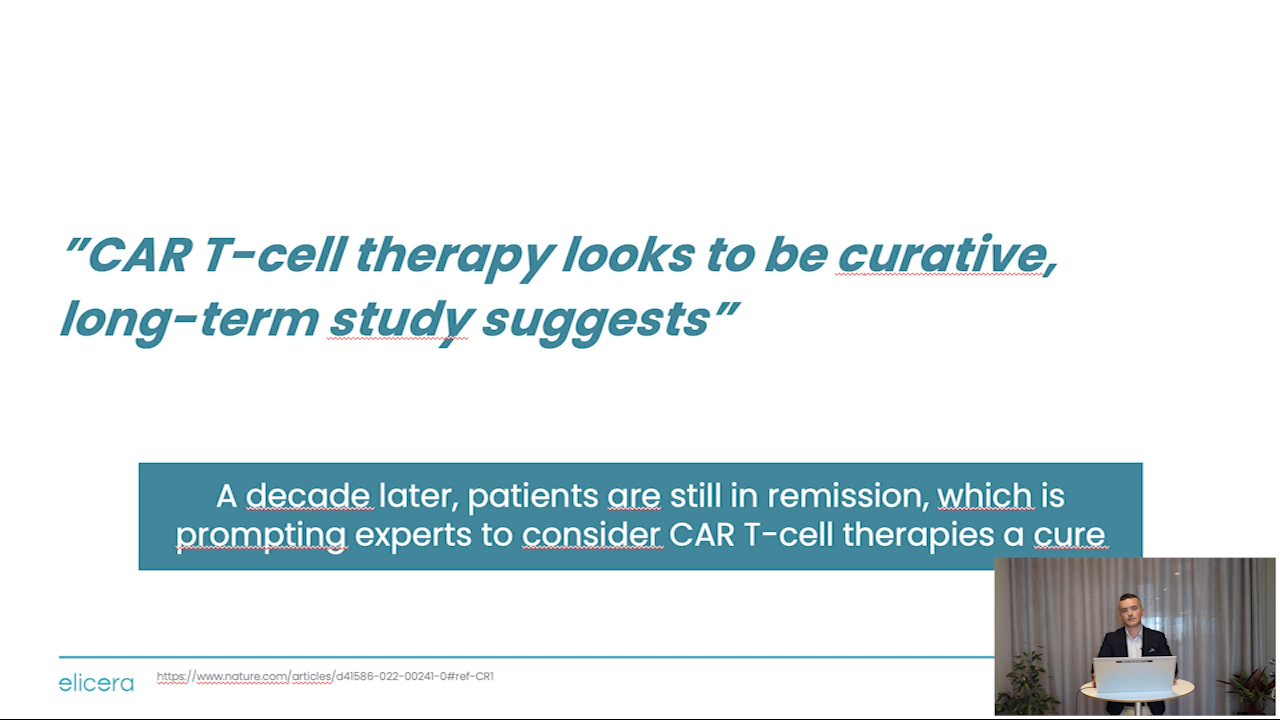 ”CAR T-cell therapy looks to be curative,
long-term study suggests”
A decade later, patients are still in remission, which is
prompting experts to consider CAR T-cell therapies a cure
elicera
https://www.nature.com/articles/d41586-022-00241-0#ref-CR1